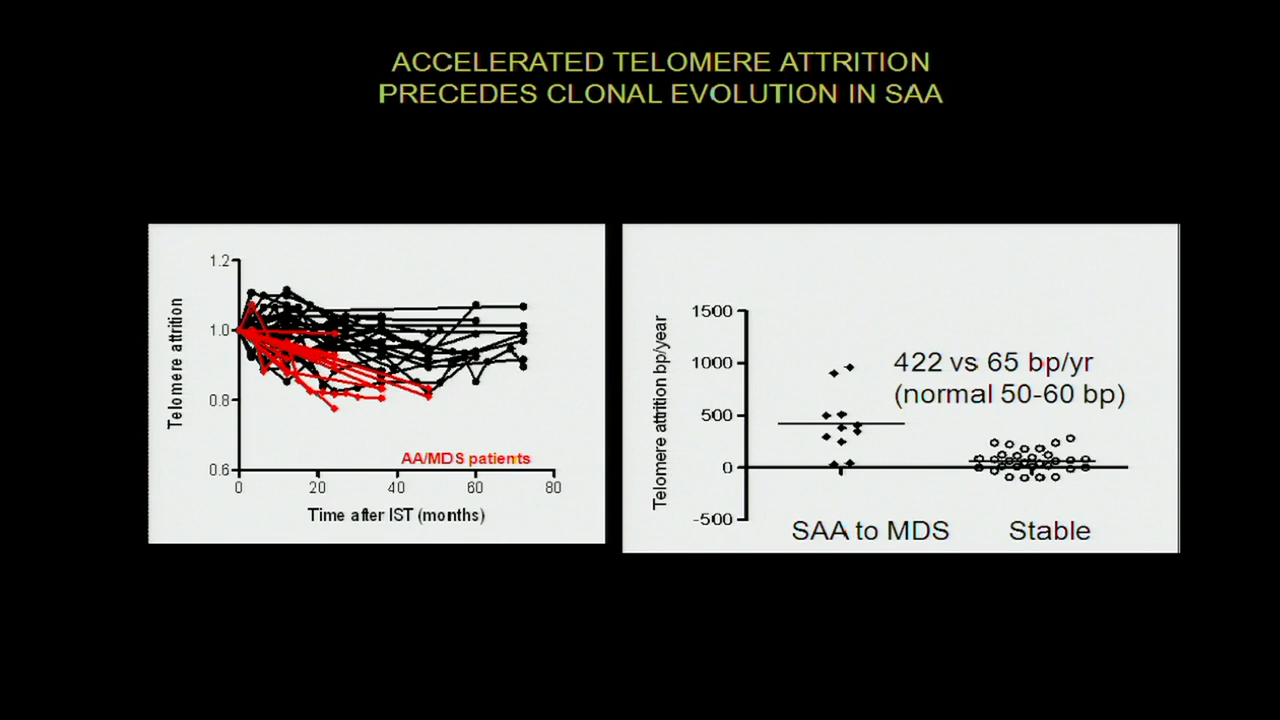 ACCELERATED TELOMERE ATTRITION
PRECEDES CLONAL EVOLUTION IN SAA
Telomere attrition
1.2
1.0
0.8
0.6
0
20
40
60
80
AA/MDS patients
Time after IST (months)
Telomere attrition bp/year
1500
1000
500
0
-500
422 vs 65 bp/yr
(normal 50-60 bp)
SAA to MDS
Stable